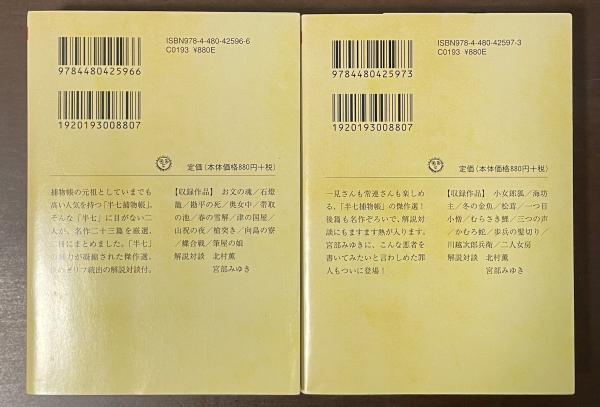 ISBN978-4-480-42596-6
C0193 ¥880E
9784480425966
1920193008807
定価(本体価格880円+税)
捕物帳の元祖としていまでも
高い人気を持つ「半七捕物帳」。
そんな「半七」に目がない二
人が、名作二十三篇を厳選、
二冊にまとめました。「半七」
の魅力が凝縮された傑作選、
決めゼリフ続出の解説対談付。
【収録作品】 お文の魂/石燈
籠/勘平の死/奥女中/帯取
の池/春の雪解/津の国屋/
山祝の夜/槍突き/向島の寮
/蝶合戦/筆屋の娘
解説対談 北村薫
宮部みゆき
ISBN978-4-480-42597-3
C0193 ¥880E
9784480425973
1920193008807
定価(本体価格880円+税)
一見さんも常連さんも楽しめ
る、「半七捕物帳」の傑作選!
後篇も名作ぞろいで、解説対
談にもますます熱が入ります。
宮部みゆきに、こんな悪者を
書いてみたいと言わしめた罪
人もついに登場!
【収録作品】 小女郎狐/海坊
主/冬の金魚/松茸/一つ目
小僧/むらさき鯉/三つの声
/かむろ蛇/歩兵の髪切り/
川越次郎兵衛/二人女房
解説対談 北村薫
宮部みゆき